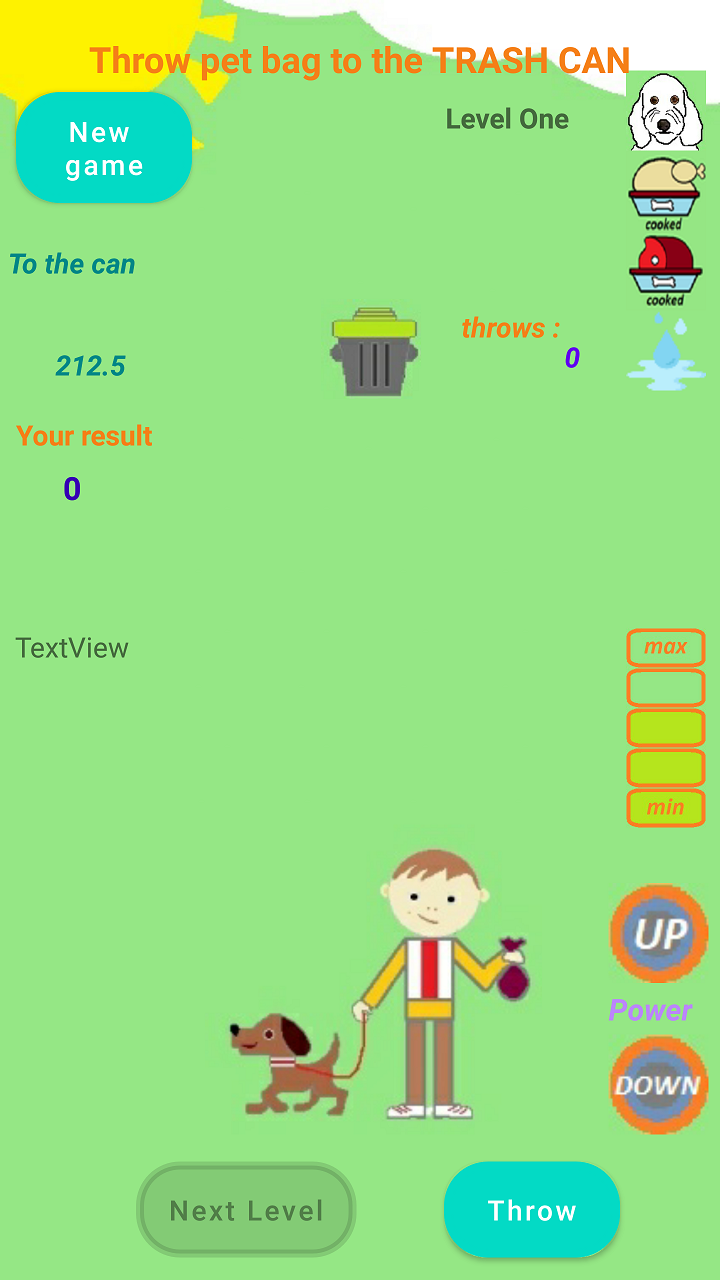 Throw pet bag to the TRASH CAN
New
game
Level One
cooked
To the can
cooked
throws :
0
212.5
Your result
0
TextView
max
min
UP
Power
DOWN
Next Level
Throw